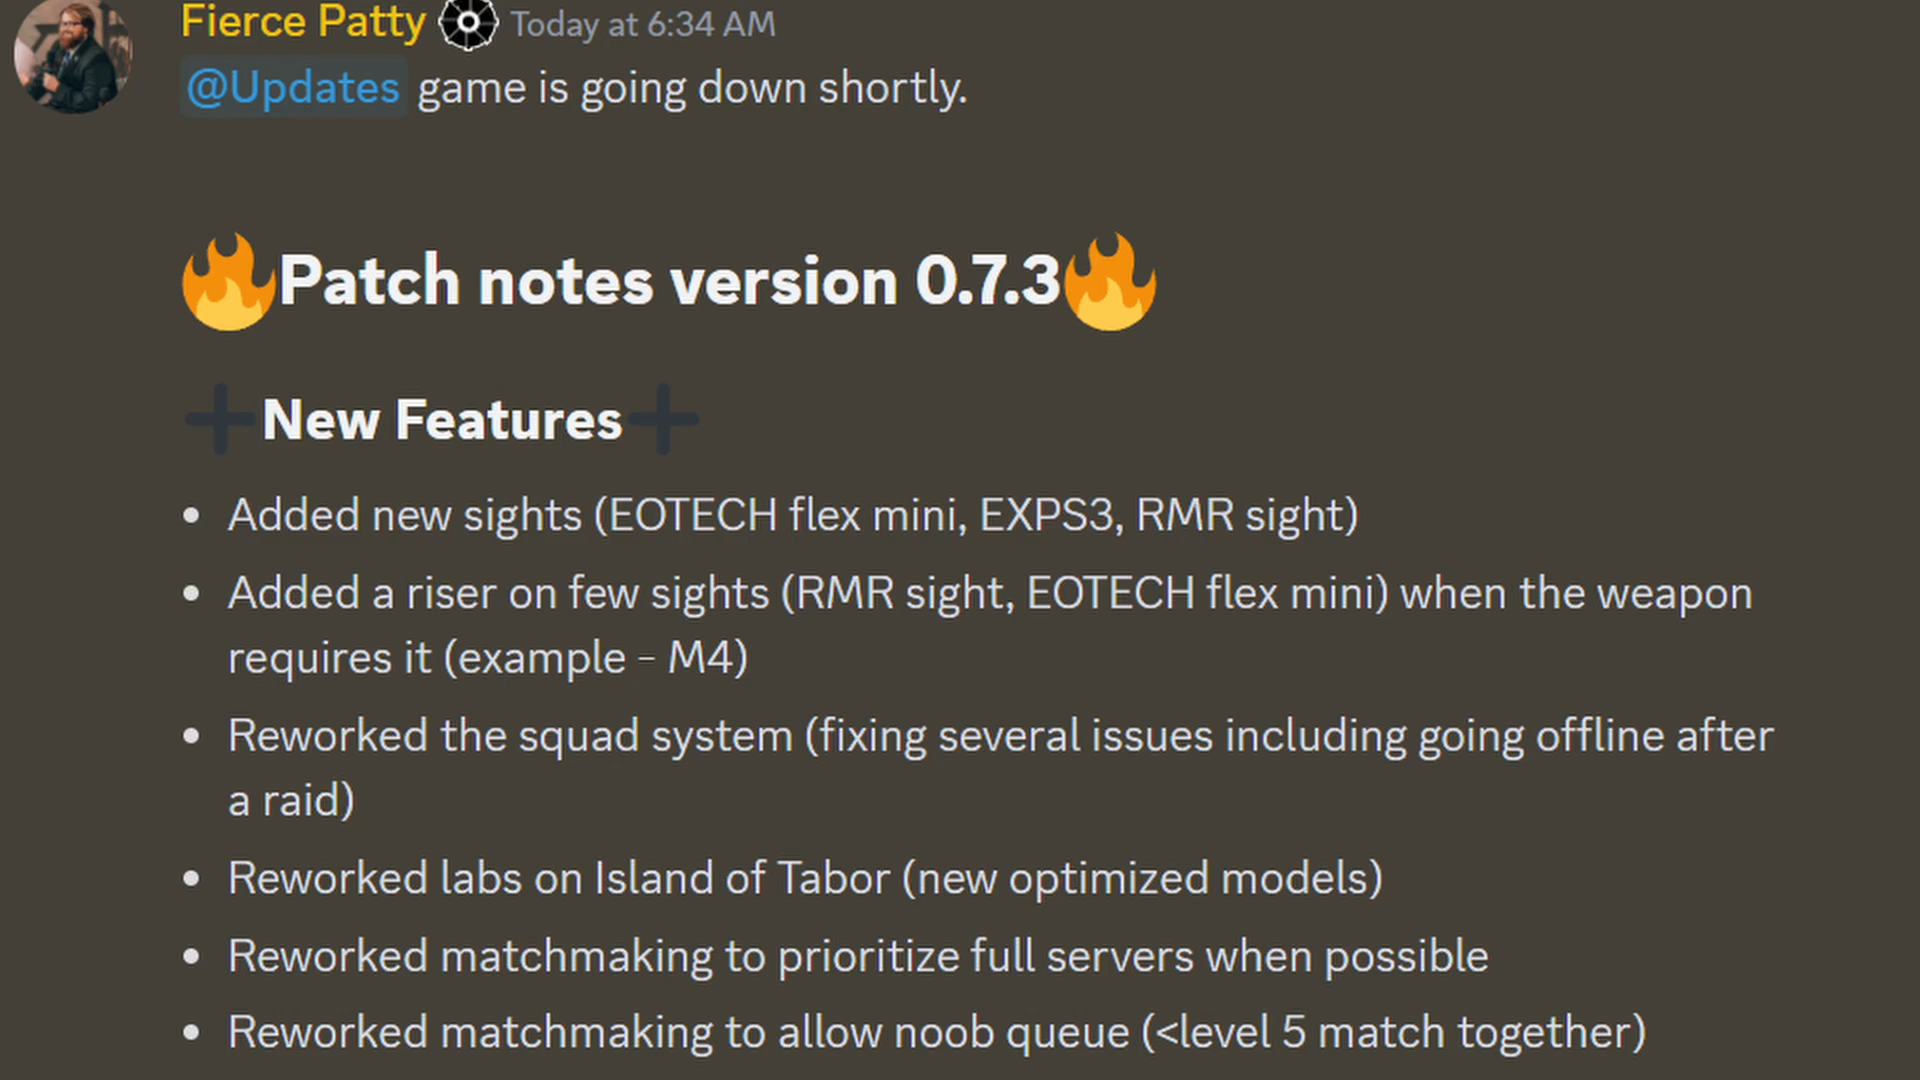 Fierce Patty Today at 6:34 AM
@Updates game is going down shortly.
🔥Patch notes version 0.7.3🔥
➕New Features➕
• Added new sights (EOTECH flex mini, EXPS3, RMR sight)
• Added a riser on few sights (RMR sight, EOTECH flex mini) when the weapon
requires it (example - M4)
• Reworked the squad system (fixing several issues including going offline after
a raid)
• Reworked labs on Island of Tabor (new optimized models)
• Reworked matchmaking to prioritize full servers when possible
• Reworked matchmaking to allow noob queue (<level 5 match together)